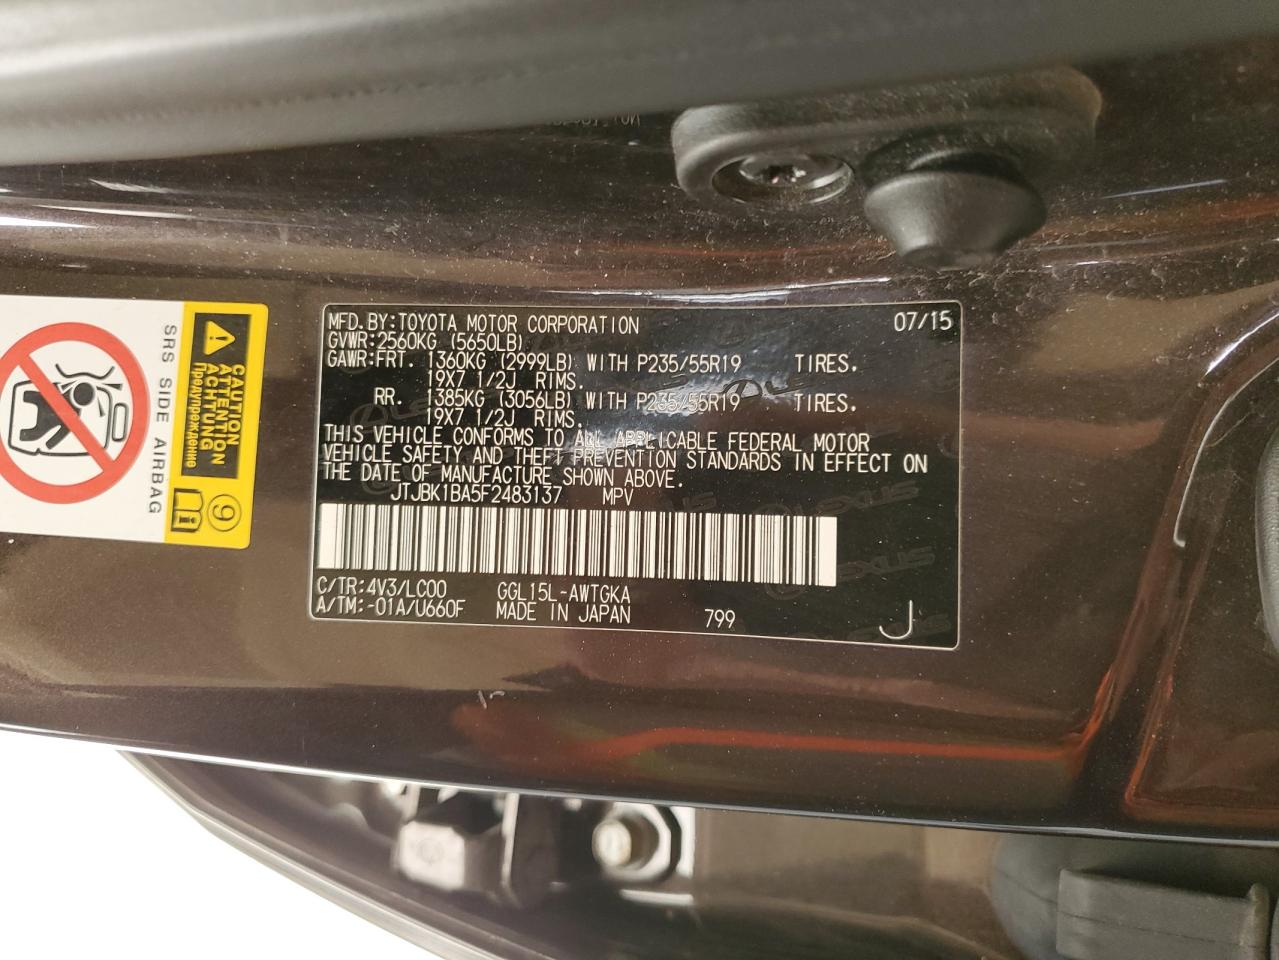 MFD.BY:TOYOTA MOTOR CORPORATION 07/15
GVWR:2560KG (5650LB)
GAWR:FRT. 1360KG (2999LB) WITH P235/55R19 TIRES.
19X7 1/2J RIMS.
RR. 1385KG (3056LB) WITH P235/55R19 TIRES.
19X7 1/2J RIMS.
THIS VEHICLE CONFORMS TO ALL APPLICABLE FEDERAL MOTOR
VEHICLE SAFETY AND THEFT PREVENTION STANDARDS IN EFFECT ON
THE DATE OF MANUFACTURE SHOWN ABOVE.
JTJBK1BA5F2483137 MPV
C/TR:4V3/LC00 GGL15L-AWTGKA
A/TM:-01A/U660F MADE IN JAPAN 799 J
CAUTION
ATTENTION
ACHTUNG
Предупреждение
9
SRS SIDE AIRBAG
LEXUS
LEXUS